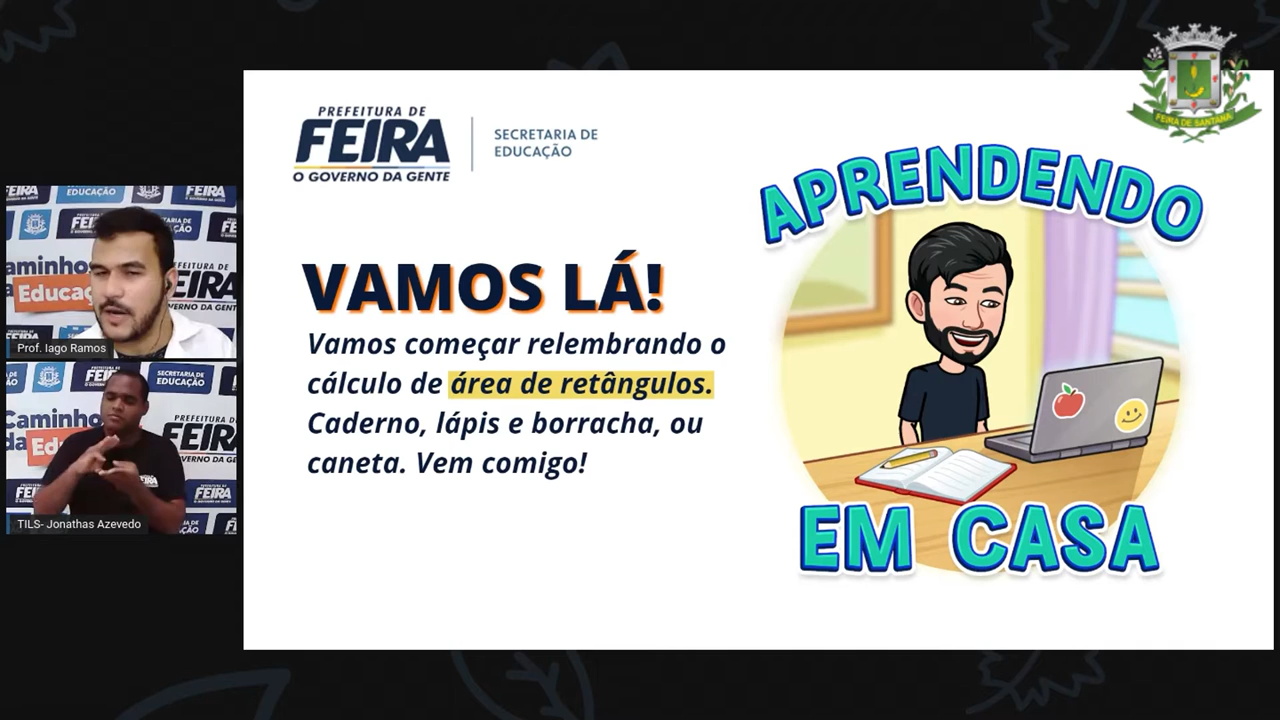 PREFEITURA DE
FEIRA
O GOVERNO DA GENTE
SECRETARIA DE
EDUCAÇÃO
FEIRA DE SANTANA
APRENDENDO
VAMOS LÁ!
Vamos começar relembrando o
cálculo de área de retângulos.
Caderno, lápis e borracha, ou
caneta. Vem comigo!
EM CASA
Prof. Iago Ramos
TILS- Jonathas Azevedo